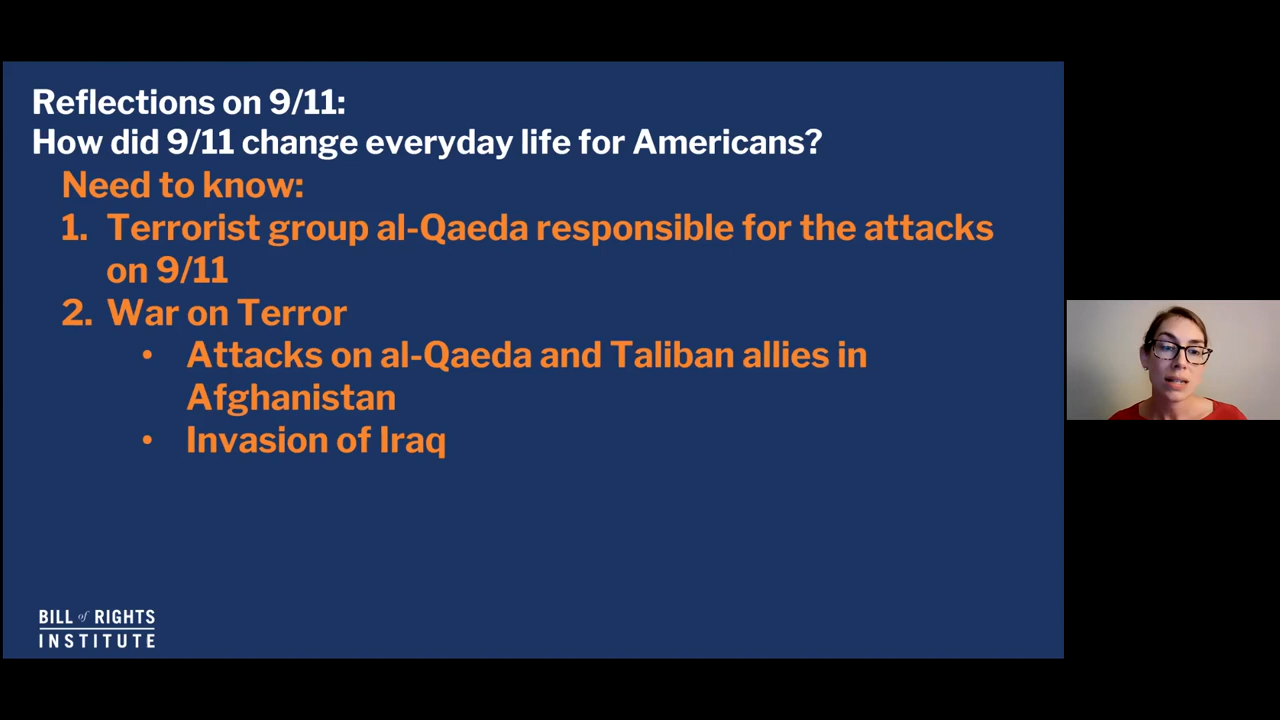 Reflections on 9/11:
How did 9/11 change everyday life for Americans?
Need to know:
1. Terrorist group al-Qaeda responsible for the attacks
on 9/11
2. War on Terror
• Attacks on al-Qaeda and Taliban allies in
Afghanistan
• Invasion of Iraq
BILL of RIGHTS
INSTITUTE